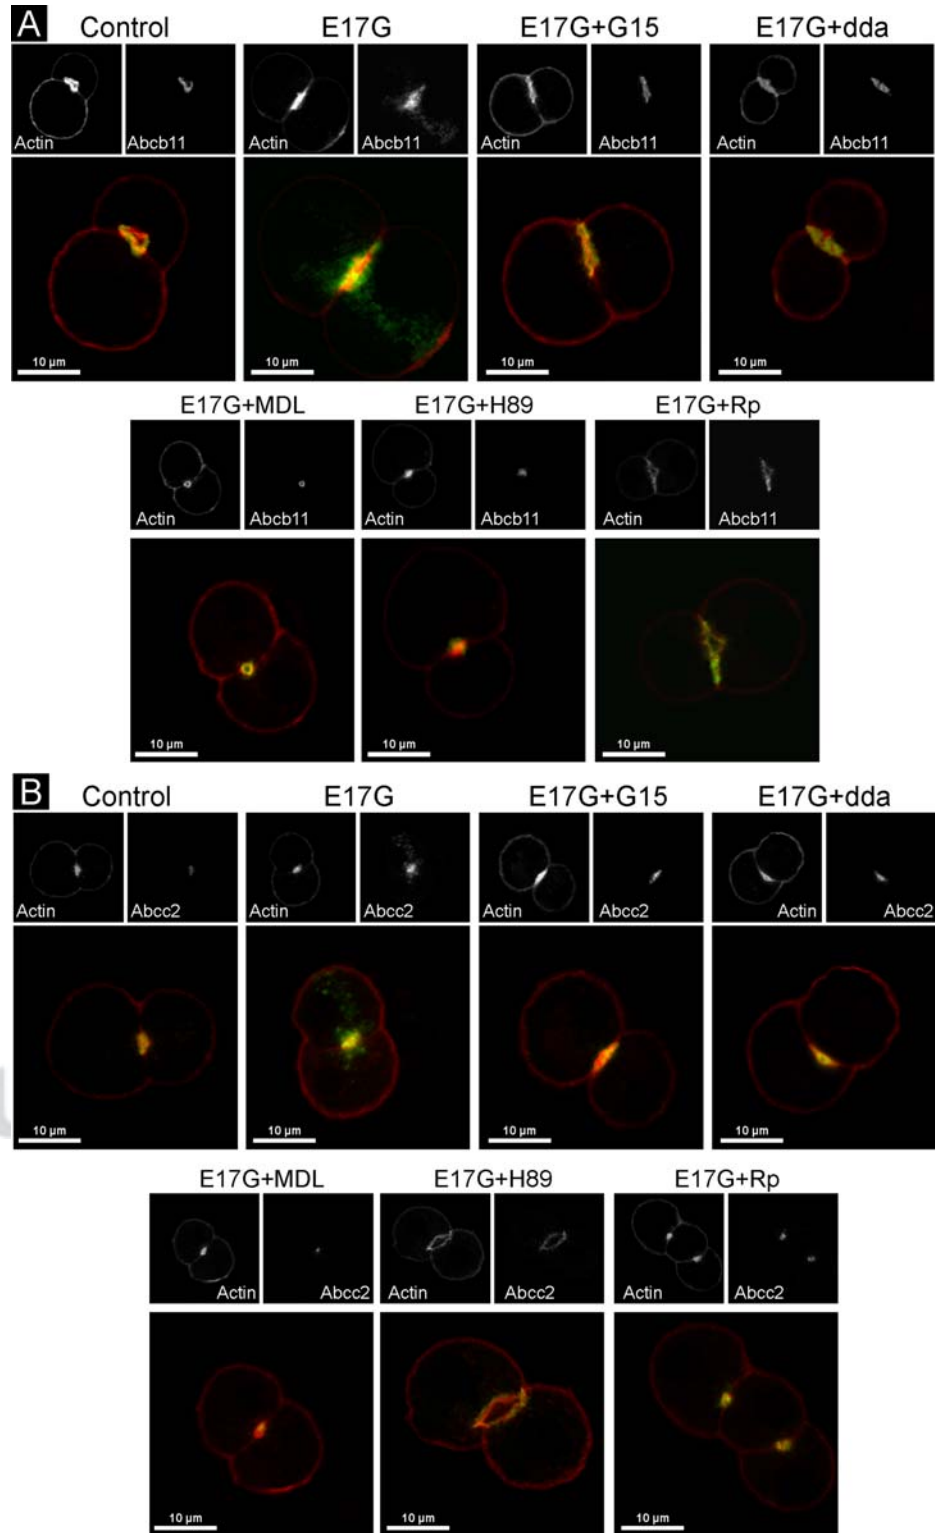 A
Control E17G E17G+G15 E17G+dda
Actin Abcb11 Actin Abcb11 Actin Abcb11 Actin Abcb11
10 µm 10 µm 10 µm 10 µm
E17G+MDL E17G+H89 E17G+Rp
Actin Abcb11 Actin Abcb11 Actin Abcb11
10 µm 10 µm 10 µm
B
Control E17G E17G+G15 E17G+dda
Actin Abcc2 Actin Abcc2 Actin Abcc2 Actin Abcc2
10 µm 10 µm 10 µm 10 µm
E17G+MDL E17G+H89 E17G+Rp
Actin Abcc2 Actin Abcc2 Actin Abcc2
10 µm 10 µm 10 µm